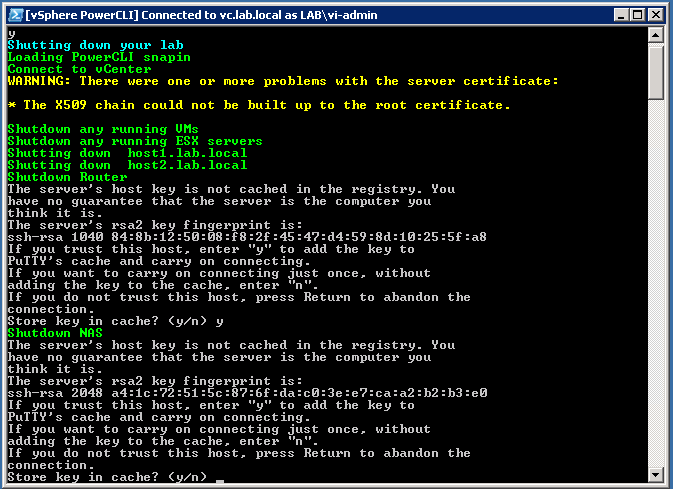 [vSphere PowerCLI] Connected to vc.lab.local as LAB\vi-admin
y
Shutting down your lab
Loading PowerCLI snapin
Connect to vCenter
WARNING: There were one or more problems with the server certificate:
* The X509 chain could not be built up to the root certificate.
Shutdown any running VMs
Shutdown any running ESX servers
Shutting down  host1.lab.local
Shutting down  host2.lab.local
Shutdown Router
The server's host key is not cached in the registry. You
have no guarantee that the server is the computer you
think it is.
The server's rsa2 key fingerprint is:
ssh-rsa 1040 84:8b:12:50:08:f8:2f:45:47:d4:59:8d:10:25:5f:a8
If you trust this host, enter "y" to add the key to
PuTTY's cache and carry on connecting.
If you want to carry on connecting just once, without
adding the key to the cache, enter "n".
If you do not trust this host, press Return to abandon the
connection.
Store key in cache? (y/n) y
Shutdown NAS
The server's host key is not cached in the registry. You
have no guarantee that the server is the computer you
think it is.
The server's rsa2 key fingerprint is:
ssh-rsa 2048 a4:1c:72:51:5c:87:6f:da:c0:3e:e7:ca:a2:b2:b3:e0
If you trust this host, enter "y" to add the key to
PuTTY's cache and carry on connecting.
If you want to carry on connecting just once, without
adding the key to the cache, enter "n".
If you do not trust this host, press Return to abandon the
connection.
Store key in cache? (y/n) _